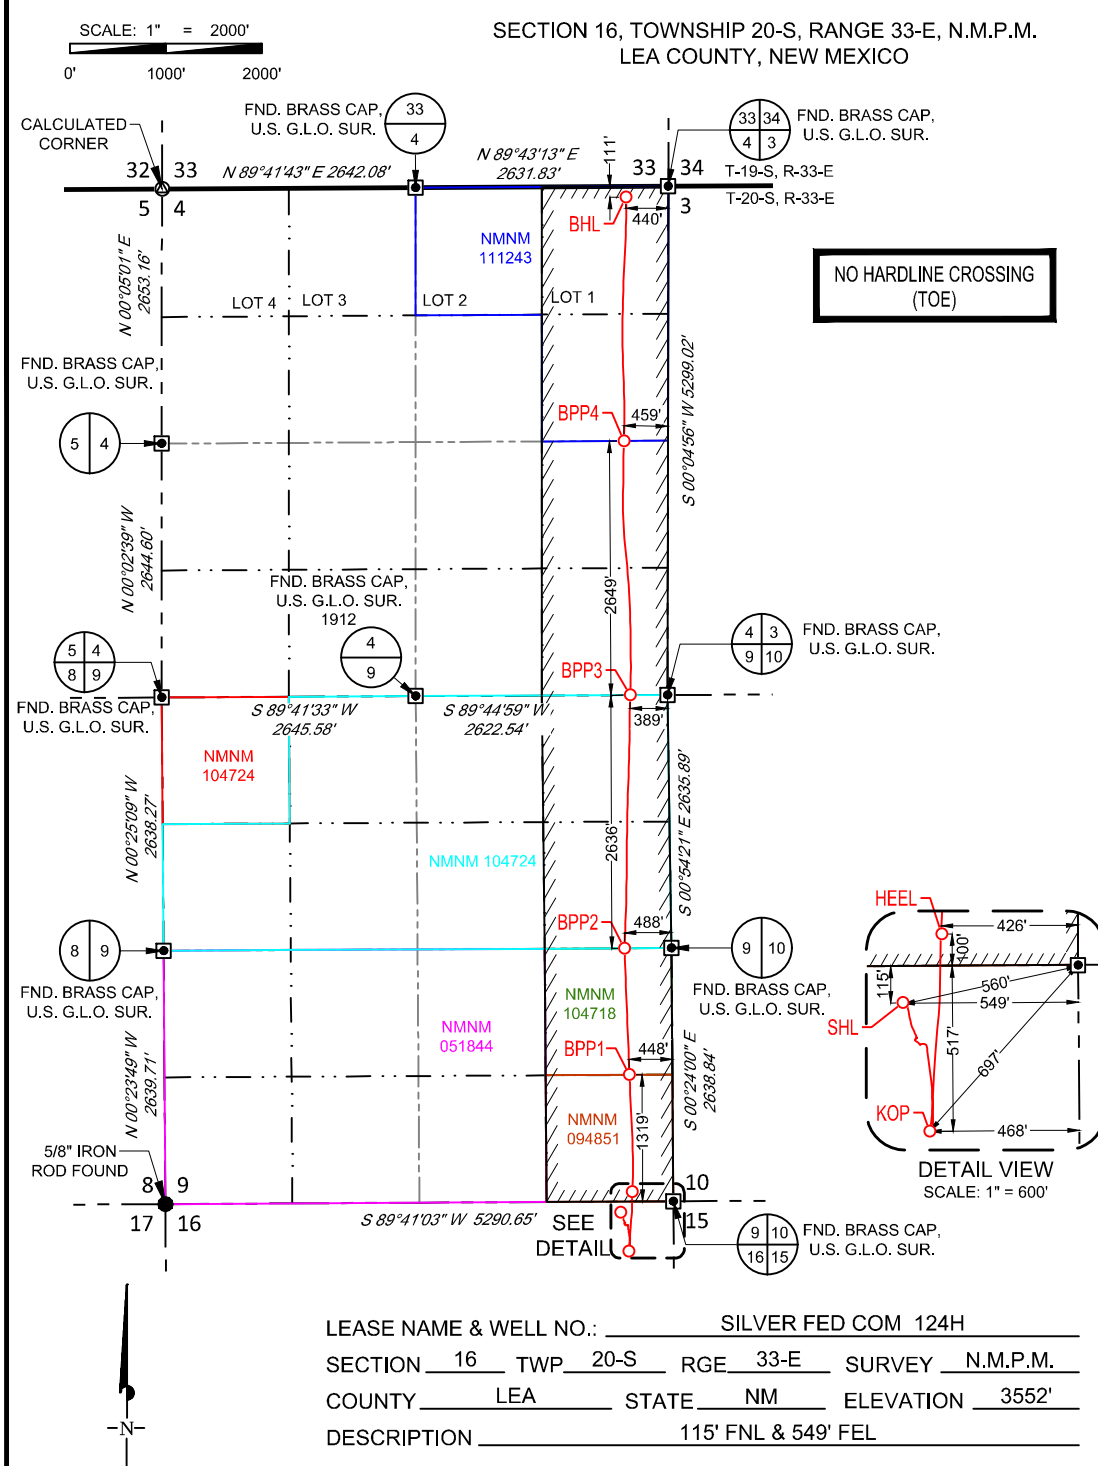 SCALE: 1" = 2000'
0' 1000' 2000'
SECTION 16, TOWNSHIP 20-S, RANGE 33-E, N.M.P.M.
LEA COUNTY, NEW MEXICO
CALCULATED
CORNER
FND. BRASS CAP,
U.S. G.L.O. SUR.
33
4
33 34
4 3
FND. BRASS CAP,
U.S. G.L.O. SUR.
32 33
5 4
N 89°41'43" E 2642.08'
N 89°43'13" E
2631.83'
111'
33 34
3
T-19-S, R-33-E
T-20-S, R-33-E
BHL
440'
NMNM
111243
NO HARDLINE CROSSING
(TOE)
N 00°05'01" E
2653.16'
LOT 4
LOT 3
LOT 2
LOT 1
S 00°04'56" W 5299.02'
FND. BRASS CAP,
U.S. G.L.O. SUR.
5 4
BPP4
459'
N 00°02'39" W
2644.60'
2649'
FND. BRASS CAP,
U.S. G.L.O. SUR.
1912
4
9
5 4
8 9
FND. BRASS CAP,
U.S. G.L.O. SUR.
4 3
9 10
FND. BRASS CAP,
U.S. G.L.O. SUR.
BPP3
389'
S 89°41'33" W
2645.58'
S 89°44'59" W
2622.54'
NMNM
104724
N 00°25'09" W
2638.27'
NMNM 104724
2636'
S 00°54'21" E 2635.89'
BPP2
488'
8 9
FND. BRASS CAP,
U.S. G.L.O. SUR.
9 10
FND. BRASS CAP,
U.S. G.L.O. SUR.
NMNM
104718
NMNM
051844
BPP1
448'
N 00°23'49" W
2639.71'
S 00°24'00" E
2638.84'
NMNM
094851
1319'
5/8" IRON
ROD FOUND
8 9
17 16
S 89°41'03" W 5290.65'
SEE
DETAIL
10
15
9 10
16 15
FND. BRASS CAP,
U.S. G.L.O. SUR.
HEEL
426'
100'
115'
560'
549'
SHL
517'
697'
KOP
468'
DETAIL VIEW
SCALE: 1" = 600'
-N-
LEASE NAME & WELL NO.: SILVER FED COM 124H
SECTION 16 TWP 20-S RGE 33-E SURVEY N.M.P.M.
COUNTY LEA STATE NM ELEVATION 3552'
DESCRIPTION 115' FNL & 549' FEL